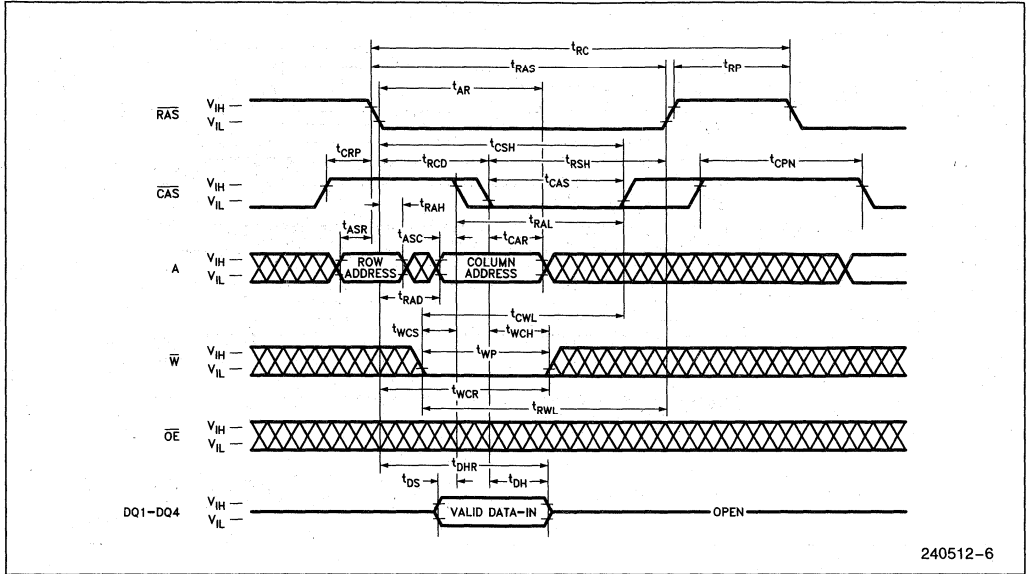 tRC
tRAS
tRP
tAR
RAS
VIH
VIL
tCSH
tCRP
tRCD
tRSH
tCPN
CAS
VIH
VIL
tCAS
tRAH
tRAL
tASR
tASC
tCAR
A
VIH
VIL
ROW ADDRESS
COLUMN ADDRESS
tRAD
tCWL
tWCS
tWCH
W
VIH
VIL
tWP
tWCR
tRWL
OE
VIH
VIL
tDHR
tDS
tDH
DQ1–DQ4
VIH
VIL
VALID DATA-IN
OPEN
240512–6